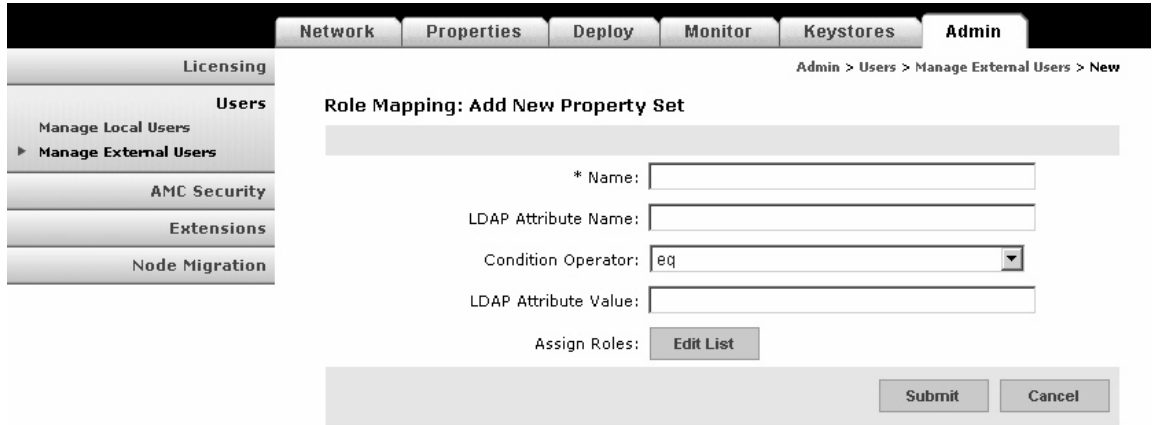 Network Properties Deploy Monitor Keystores Admin
Admin > Users > Manage External Users > New
Licensing
Users
Manage Local Users
Manage External Users
AMC Security
Extensions
Node Migration
Role Mapping: Add New Property Set
* Name:
LDAP Attribute Name:
Condition Operator: eq
LDAP Attribute Value:
Assign Roles: Edit List
Submit Cancel